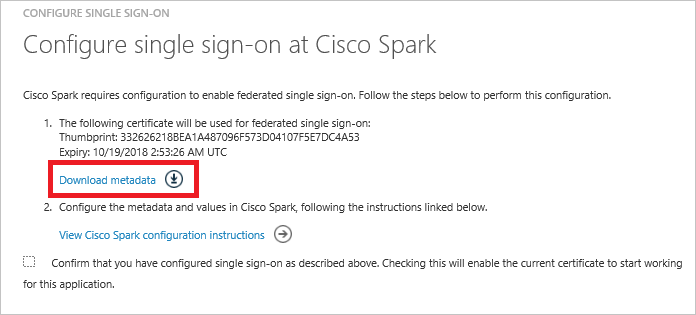 CONFIGURE SINGLE SIGN-ON
Configure single sign-on at Cisco Spark
Cisco Spark requires configuration to enable federated single sign-on. Follow the steps below to perform this configuration.
1. The following certificate will be used for federated single sign-on:
Thumbprint: 332626218BEA1A487096F573D04107F5E7DC4A53
Expiry: 10/19/2018 2:53:26 AM UTC
Download metadata
2. Configure the metadata and values in Cisco Spark, following the instructions linked below.
View Cisco Spark configuration instructions
Confirm that you have configured single sign-on as described above. Checking this will enable the current certificate to start working
for this application.